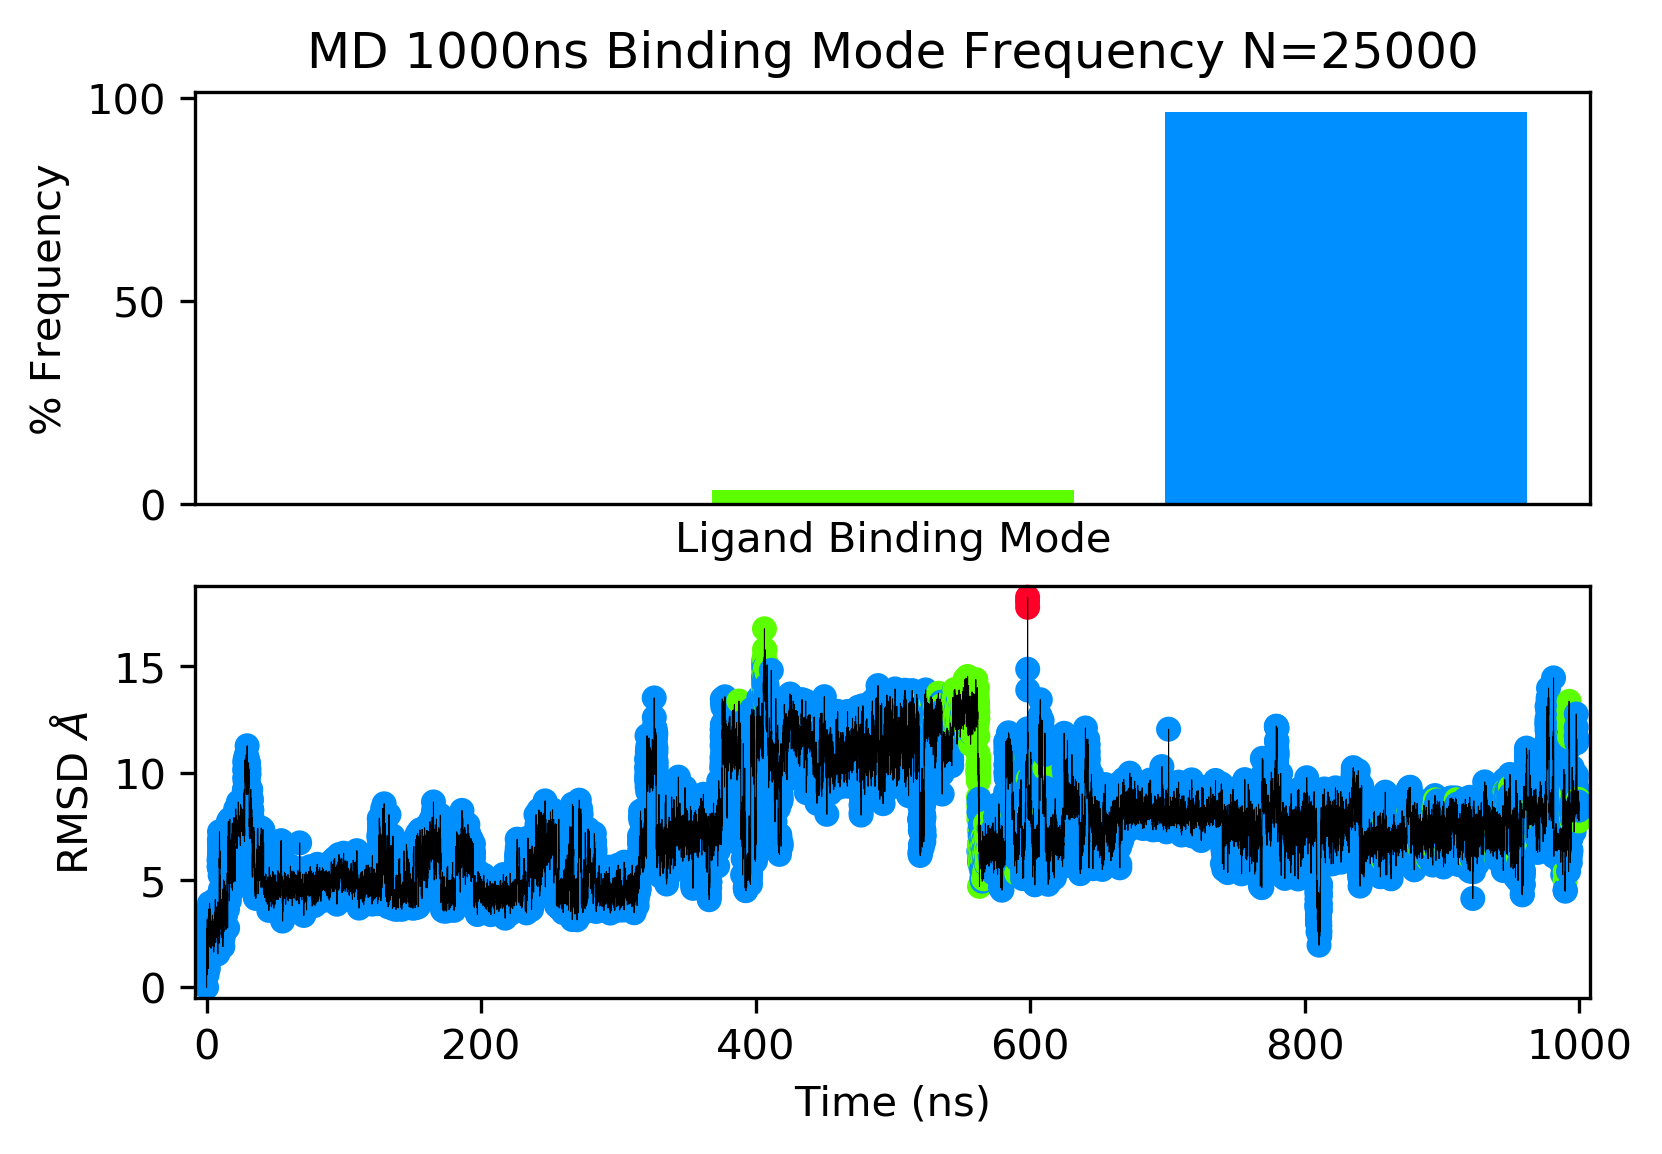 MD 1000ns Binding Mode Frequency N=25000
100
50
0
% Frequency
Ligand Binding Mode
15
10
5
0
RMSD Å
0 200 400 600 800 1000
Time (ns)